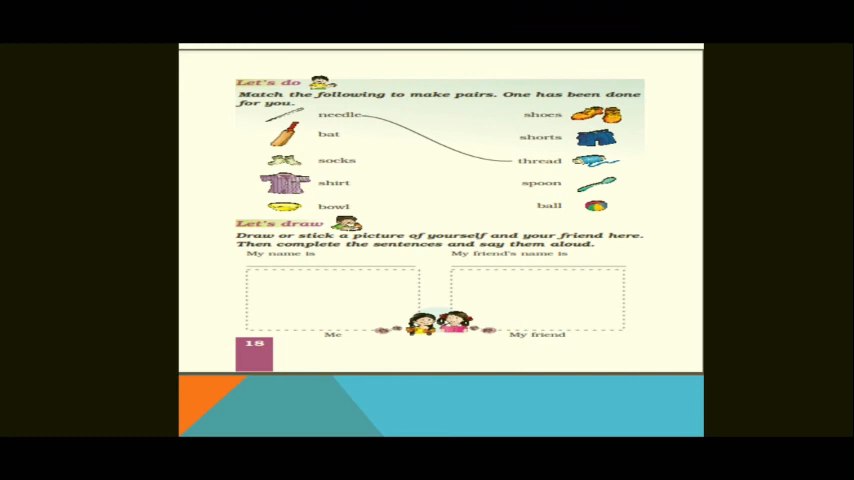 Let's do
Match the following to make pairs. One has been done
for you.
needle shoes
bat shorts
socks thread
shirt spoon
bowl ball
Let's draw
Draw or stick a picture of yourself and your friend here.
Then complete the sentences and say them aloud.
My name is My friend's name is
Me My friend
18